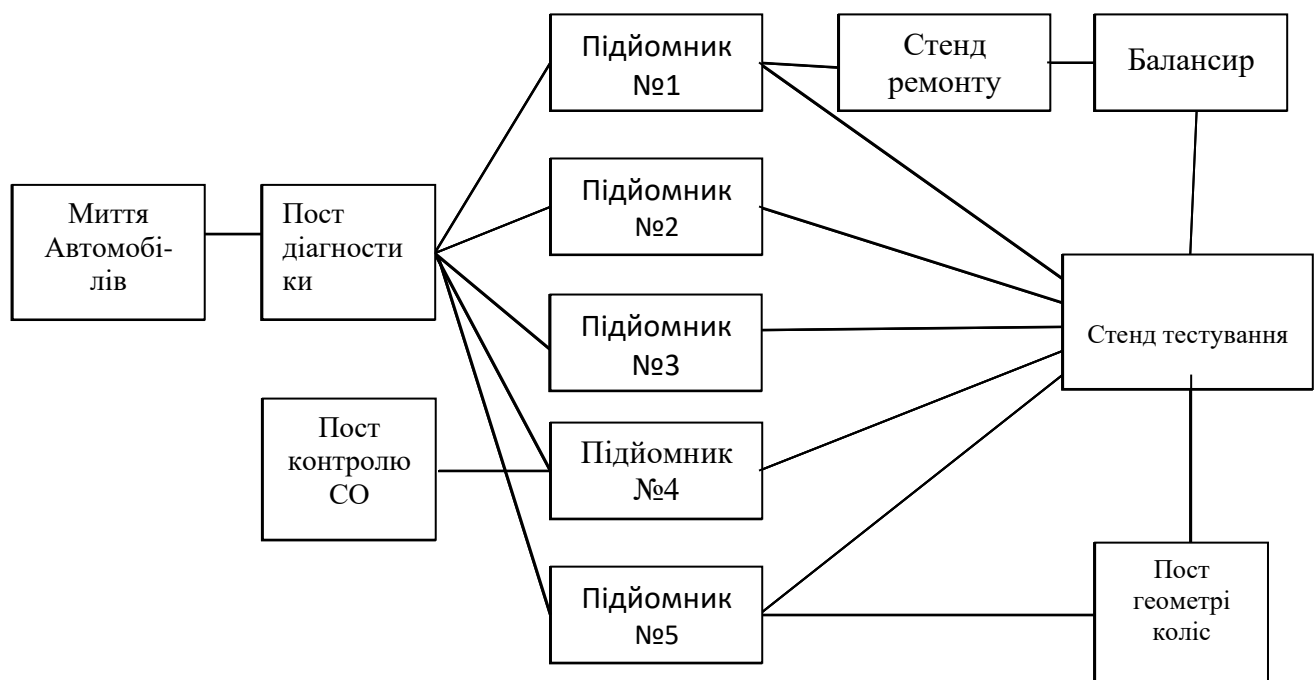 Миття
Автомобі-
лів
Пост
діагности
ки
Пост
контролю
СО
Підйомник
№1
Підйомник
№2
Підйомник
№3
Підйомник
№4
Підйомник
№5
Стенд
ремонту
Балансир
Стенд тестування
Пост
геометрі
коліс